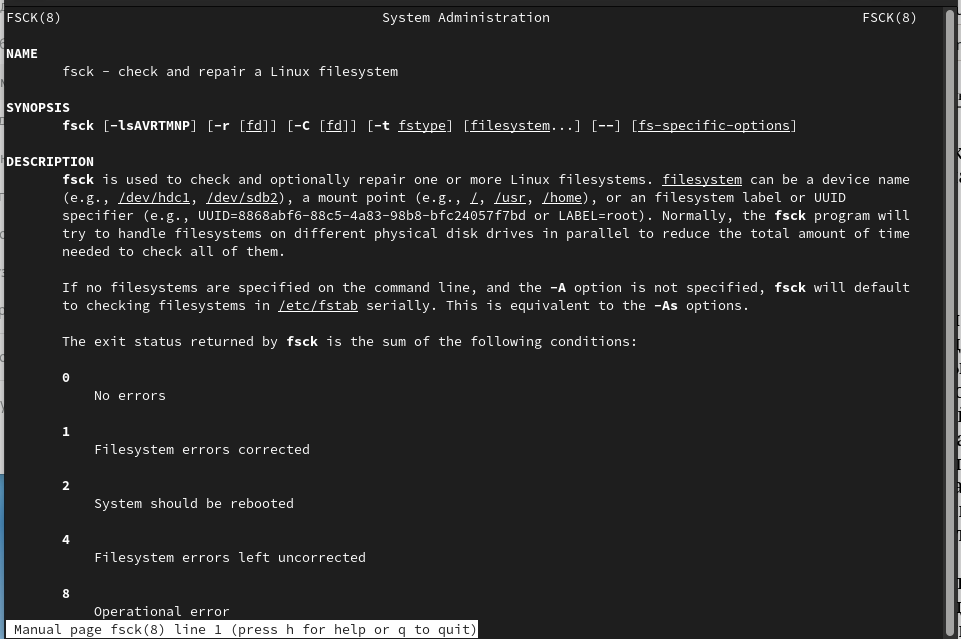 FSCK(8) System Administration FSCK(8)
NAME
fsck - check and repair a Linux filesystem
SYNOPSIS
fsck [-lsAVRTMNP] [-r [fd]] [-C [fd]] [-t fstype] [filesystem...] [--] [fs-specific-options]
DESCRIPTION
fsck is used to check and optionally repair one or more Linux filesystems. filesystem can be a device name
(e.g., /dev/hdc1, /dev/sdb2), a mount point (e.g., /, /usr, /home), or an filesystem label or UUID
specifier (e.g., UUID=8868abf6-88c5-4a83-98b8-bfc24057f7bd or LABEL=root). Normally, the fsck program will
try to handle filesystems on different physical disk drives in parallel to reduce the total amount of time
needed to check all of them.
If no filesystems are specified on the command line, and the -A option is not specified, fsck will default
to checking filesystems in /etc/fstab serially. This is equivalent to the -As options.
The exit status returned by fsck is the sum of the following conditions:
0
No errors
1
Filesystem errors corrected
2
System should be rebooted
4
Filesystem errors left uncorrected
8
Operational error
Manual page fsck(8) line 1 (press h for help or q to quit)